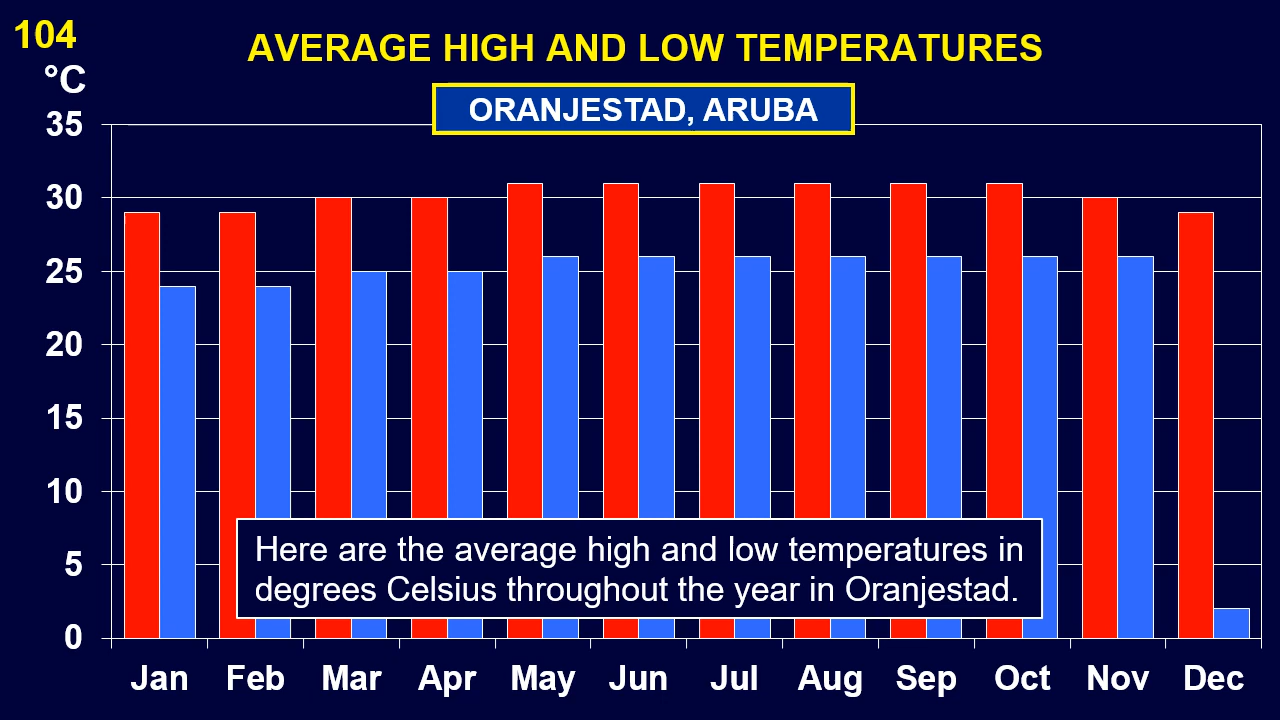 104
AVERAGE HIGH AND LOW TEMPERATURES
°C
ORANJESTAD, ARUBA
35
30
25
20
15
10
5
0
Here are the average high and low temperatures in
degrees Celsius throughout the year in Oranjestad.
Jan Feb Mar Apr May Jun Jul Aug Sep Oct Nov Dec